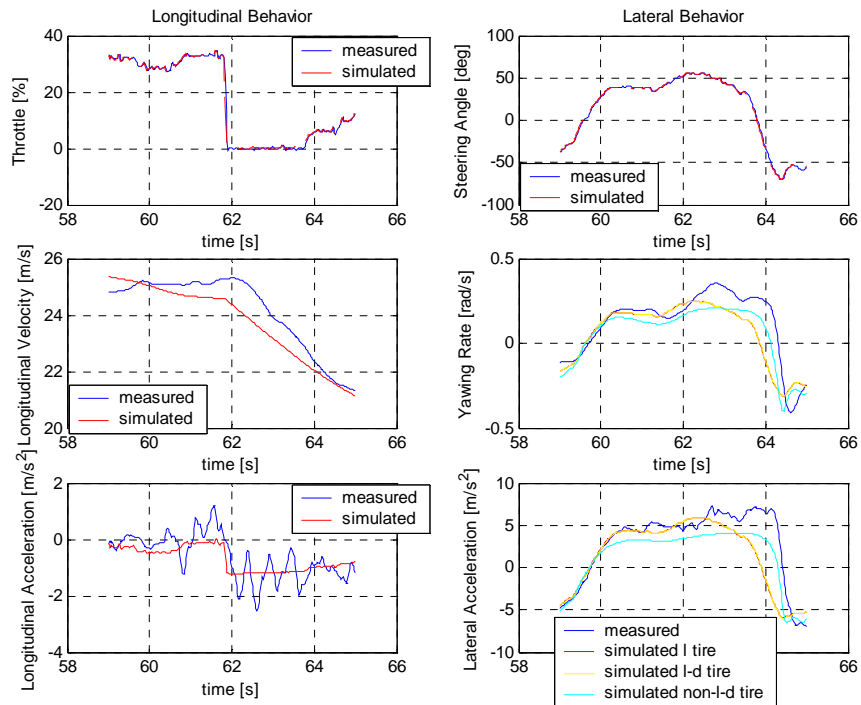 Longitudinal Behavior
Lateral Behavior
Throttle [%]
40
20
0
-20
measured
simulated
58 60 62 64 66
time [s]
Steering Angle [deg]
100
50
0
-50
-100
measured
simulated
58 60 62 64 66
time [s]
Longitudinal Velocity [m/s]
26
24
22
20
measured
simulated
58 60 62 64 66
time [s]
Yawing Rate [rad/s]
0.5
0
-0.5
58 60 62 64 66
time [s]
Longitudinal Acceleration [m/s²]
2
0
-2
-4
measured
simulated
58 60 62 64 66
time [s]
Lateral Acceleration [m/s²]
10
5
0
-5
-10
58 60 62 64 66
measured
simulated l tire
simulated l-d tire
simulated non-l-d tire